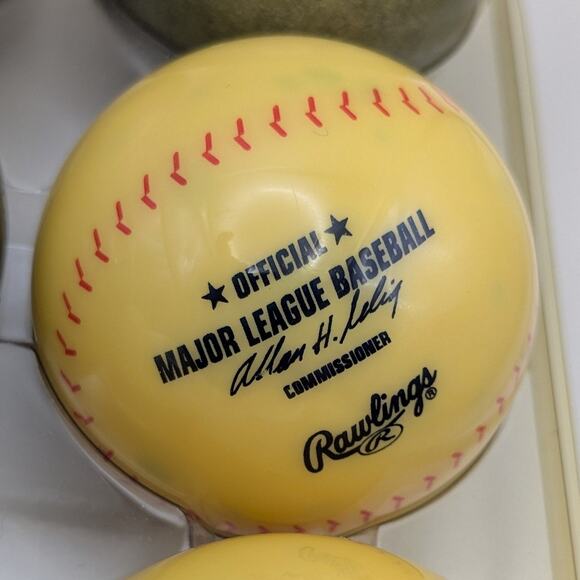 ★ OFFICIAL ★
MAJOR LEAGUE BASEBALL
Allan H. Selig
COMMISSIONER
Rawlings®
R